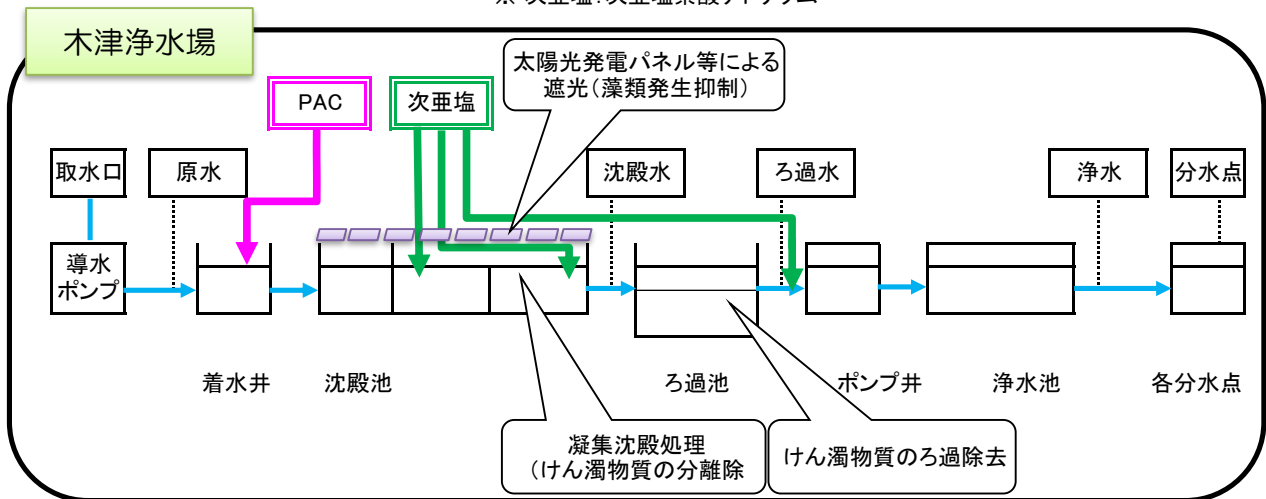 ※ 次亜塩:次亜塩素酸ナトリウム
木津浄水場
太陽光発電パネル等による
遮光(藻類発生抑制)
PAC
次亜塩
取水口
原水
沈殿水
ろ過水
浄水
分水点
導水
ポンプ
着水井
沈殿池
ろ過池
ポンプ井
浄水池
各分水点
凝集沈殿処理
(けん濁物質の分離除
けん濁物質のろ過除去